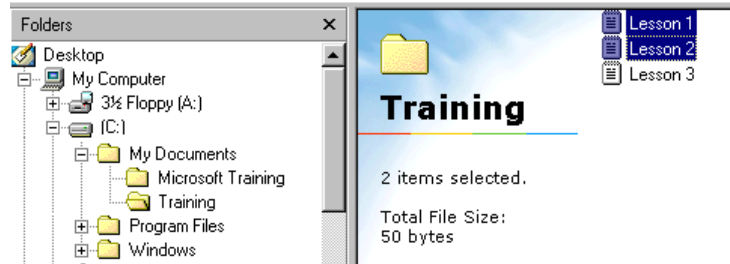 Folders
Desktop
My Computer
3½ Floppy (A:)
(C:)
My Documents
Microsoft Training
Training
Program Files
Windows
Training
2 items selected.
Total File Size:
50 bytes
Lesson 1
Lesson 2
Lesson 3